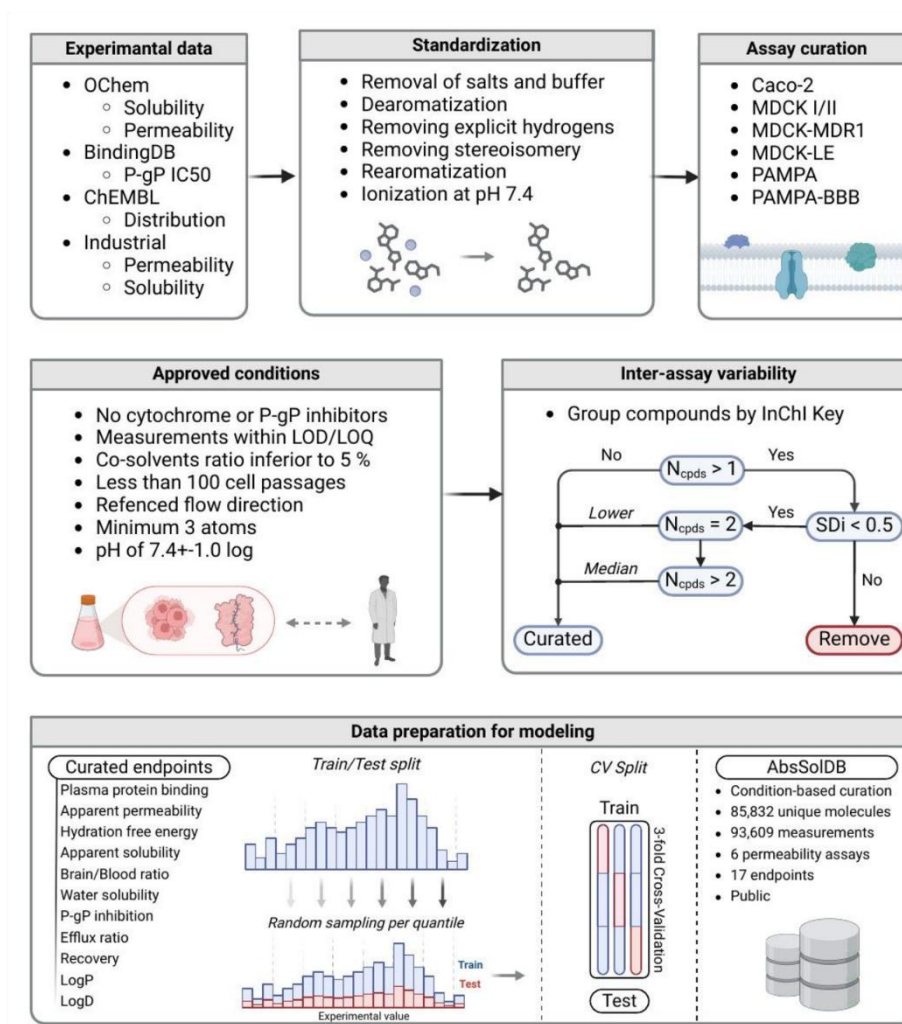 Experimantal data
• OChem
○ Solubility
○ Permeability
• BindingDB
○ P-gP IC50
• ChEMBL
○ Distribution
• Industrial
○ Permeability
○ Solubility
Standardization
• Removal of salts and buffer
• Dearomatization
• Removing explicit hydrogens
• Removing stereoisomery
• Rearomatization
• Ionization at pH 7.4
Assay curation
• Caco-2
• MDCK I/II
• MDCK-MDR1
• MDCK-LE
• PAMPA
• PAMPA-BBB
Approved conditions
• No cytochrome or P-gP inhibitors
• Measurements within LOD/LOQ
• Co-solvents ratio inferior to 5 %
• Less than 100 cell passages
• Refenced flow direction
• Minimum 3 atoms
• pH of 7.4+-1.0 log
Inter-assay variability
• Group compounds by InChI Key
No
Ncpds > 1
Yes
Lower
Ncpds = 2
Yes
SDi < 0.5
Median
Ncpds > 2
No
Curated
Remove
Data preparation for modeling
Curated endpoints
Plasma protein binding
Apparent permeability
Hydration free energy
Apparent solubility
Brain/Blood ratio
Water solubility
P-gP inhibition
Efflux ratio
Recovery
LogP
LogD
Train/Test split
Random sampling per quantile
Train
Test
Experimental value
CV Split
Train
3-fold Cross-Validation
Test
AbsSolDB
• Condition-based curation
• 85,832 unique molecules
• 93,609 measurements
• 6 permeability assays
• 17 endpoints
• Public